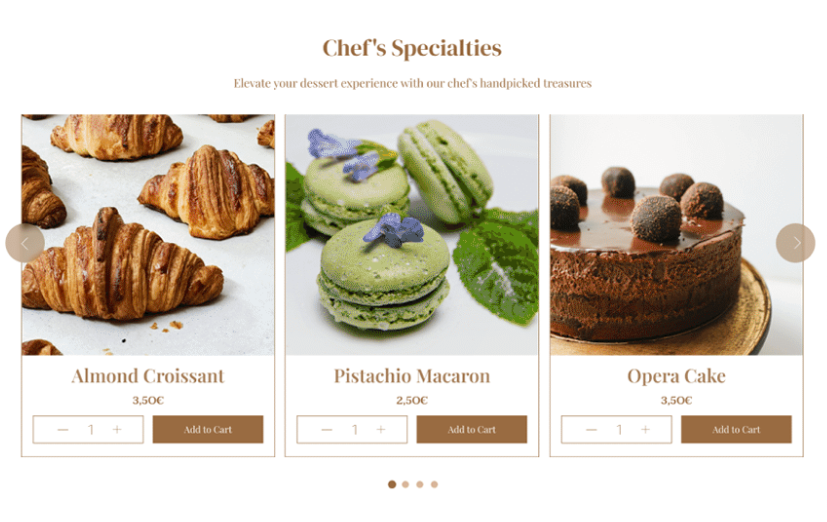 Chef's Specialties
Elevate your dessert experience with our chef's handpicked treasures
Almond Croissant
3,50€
— 1 +
Add to Cart
Pistachio Macaron
2,50€
— 1 +
Add to Cart
Opera Cake
3,50€
— 1 +
Add to Cart